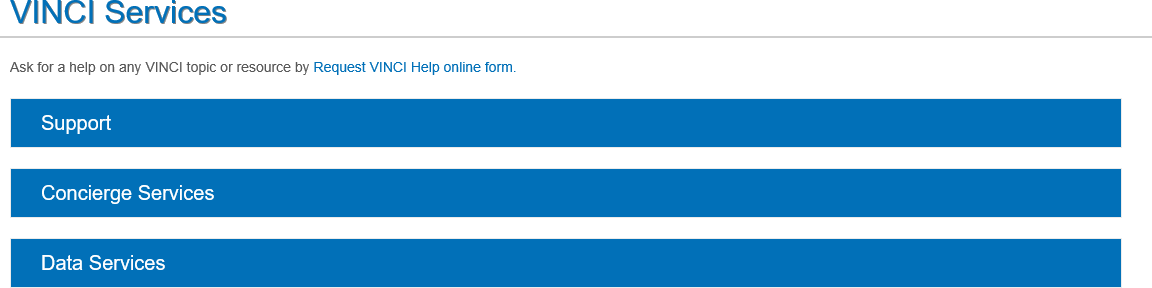 VINCI Services
Ask for a help on any VINCI topic or resource by Request VINCI Help online form.
Support
Concierge Services
Data Services